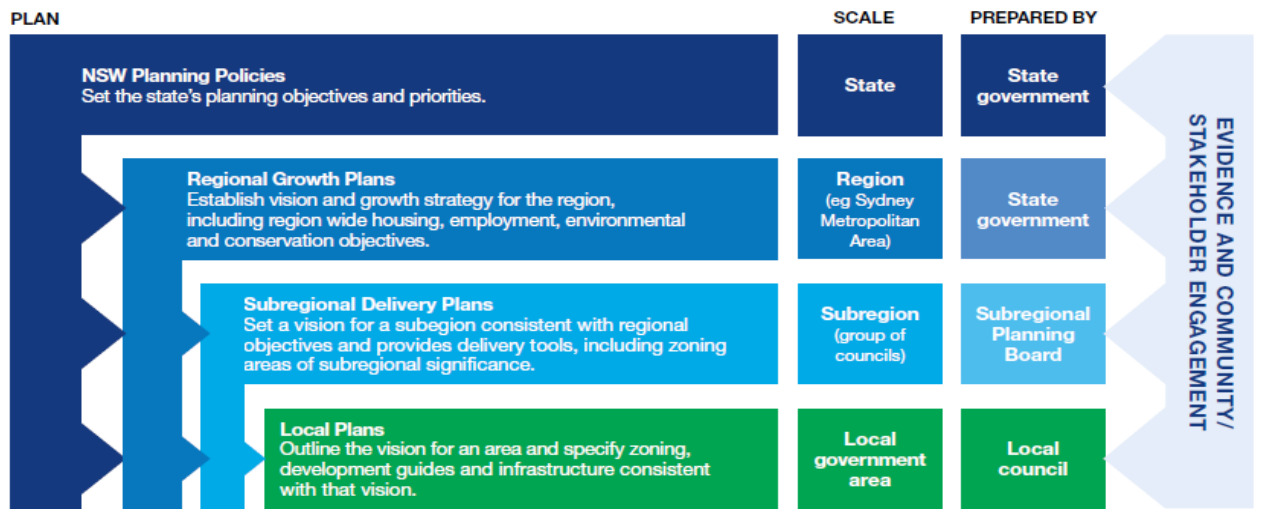 PLAN
SCALE
PREPARED BY
NSW Planning Policies
Set the state's planning objectives and priorities.
State
State
government
Regional Growth Plans
Establish vision and growth strategy for the region,
including region wide housing, employment, environmental
and conservation objectives.
Region
(eg Sydney
Metropolitan
Area)
State
government
Subregional Delivery Plans
Set a vision for a subegion consistent with regional
objectives and provides delivery tools, including zoning
areas of subregional significance.
Subregion
(group of
councils)
Subregional
Planning
Board
Local Plans
Outline the vision for an area and specify zoning,
development guides and infrastructure consistent
with that vision.
Local
government
area
Local
council
EVIDENCE AND COMMUNITY/
STAKEHOLDER ENGAGEMENT